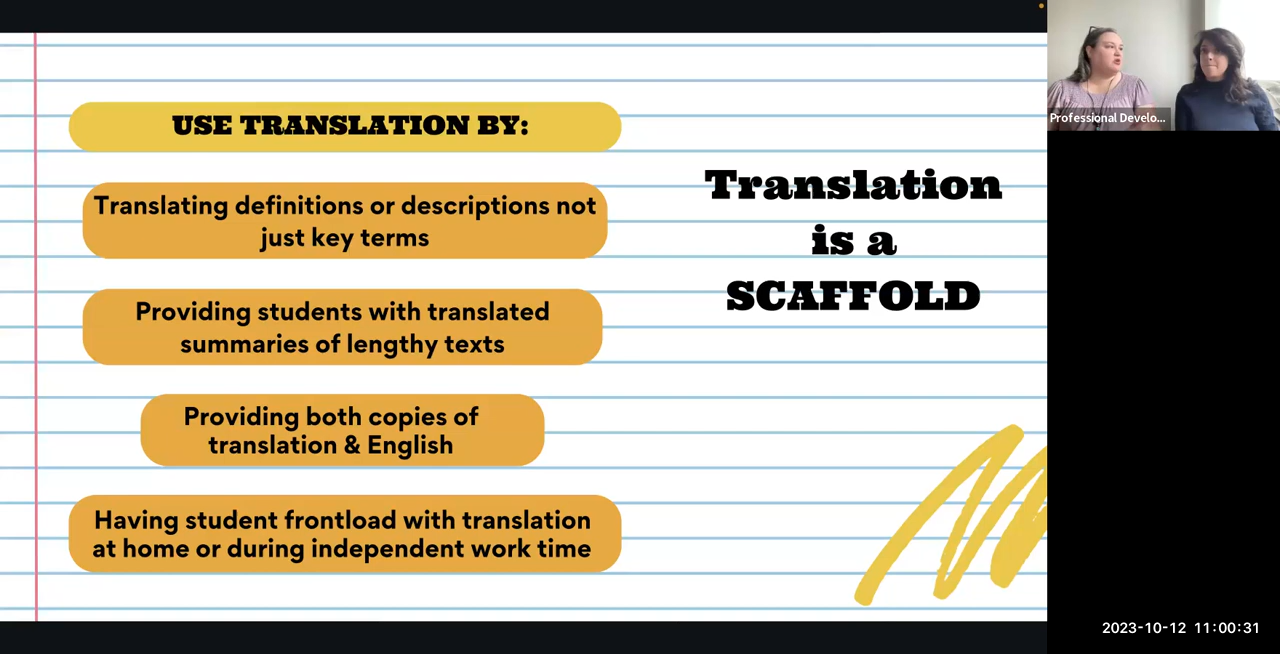 USE TRANSLATION BY:
Translating definitions or descriptions not
just key terms
Providing students with translated
summaries of lengthy texts
Providing both copies of
translation & English
Having student frontload with translation
at home or during independent work time
Translation
is a
SCAFFOLD
Professional Develo...
2023-10-12 11:00:31